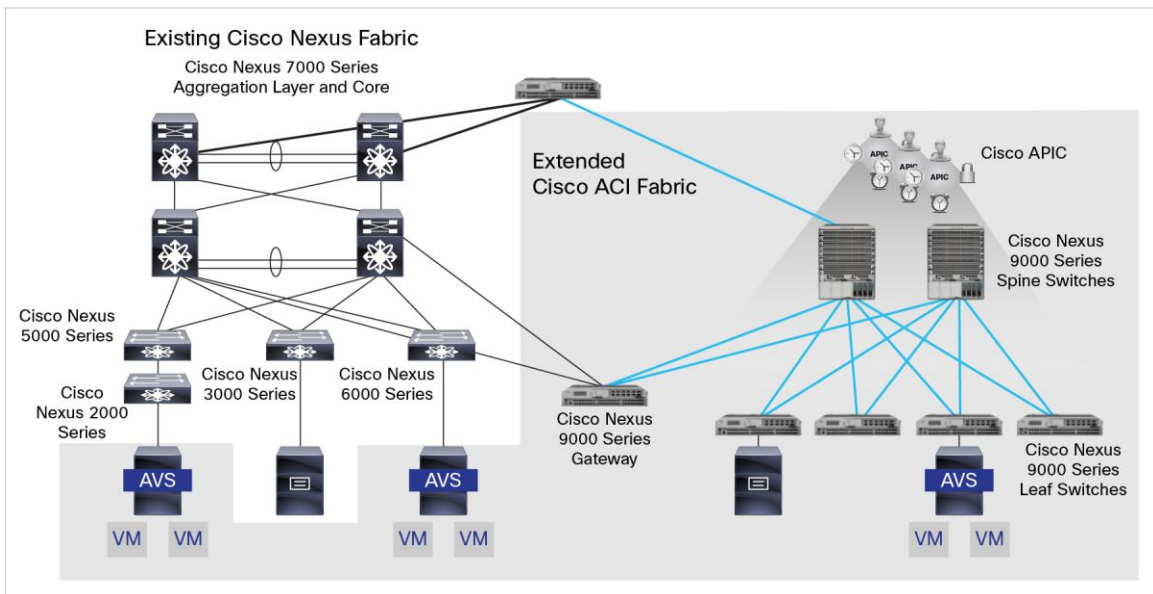 Existing Cisco Nexus Fabric
Cisco Nexus 7000 Series
Aggregation Layer and Core
Extended
Cisco ACI Fabric
APIC
APIC
APIC
Cisco APIC
Cisco Nexus
9000 Series
Spine Switches
Cisco Nexus
5000 Series
Cisco
Nexus 2000
Series
Cisco Nexus
3000 Series
Cisco Nexus
6000 Series
Cisco Nexus
9000 Series
Gateway
Cisco Nexus
9000 Series
Leaf Switches
AVS
AVS
AVS
VM VM
VM VM
VM VM